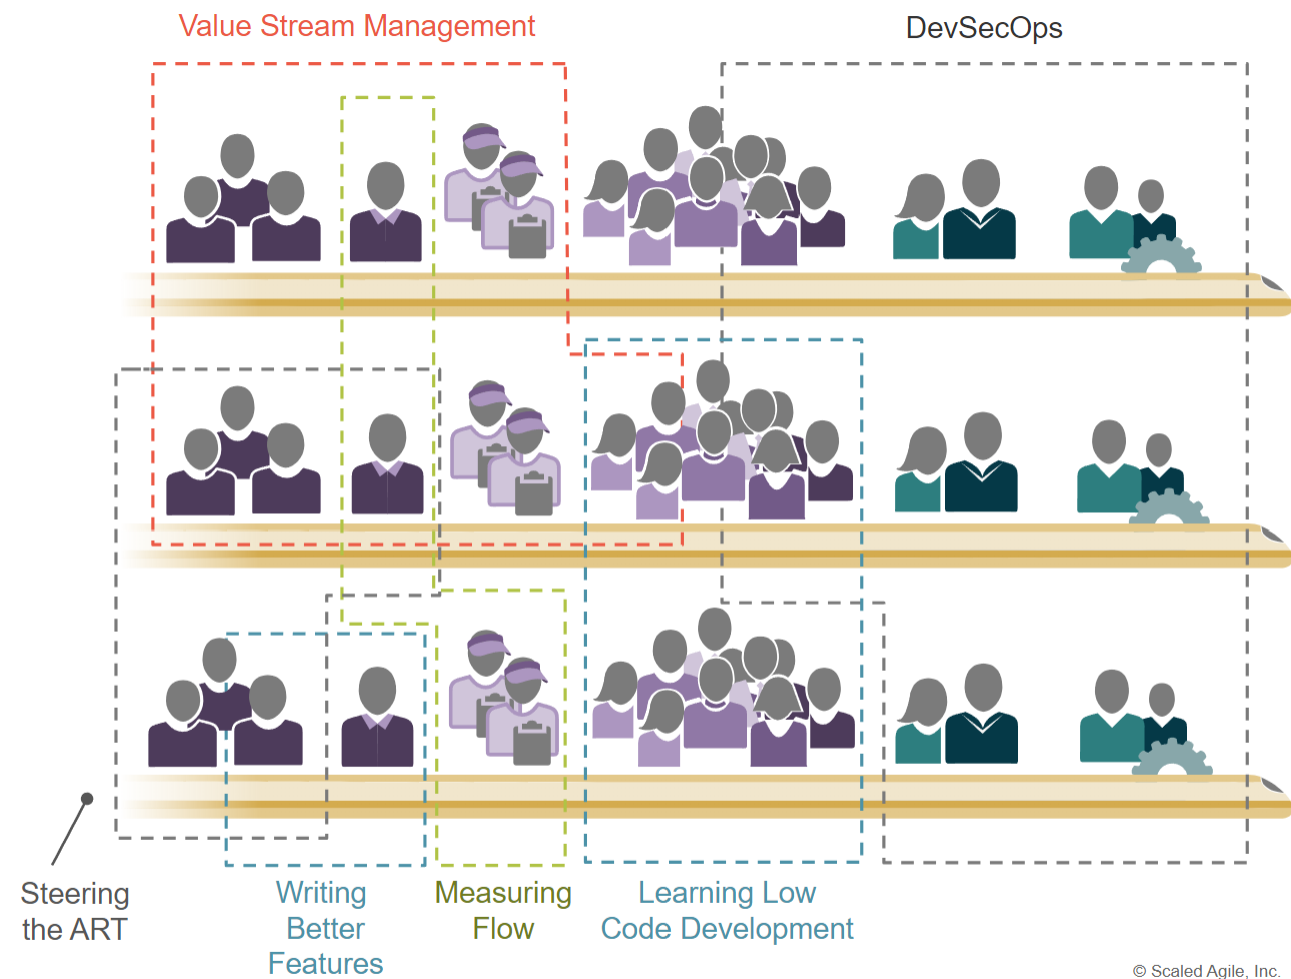 Value Stream Management
DevSecOps
Steering
the ART
Writing
Better
Features
Measuring
Flow
Learning Low
Code Development
© Scaled Agile, Inc.